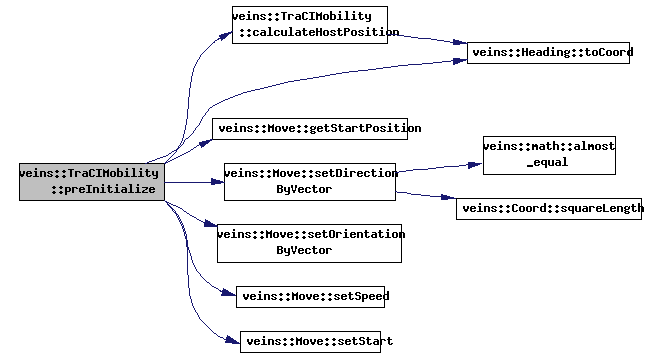 veins::TraCIMobility
::preInitialize
veins::TraCIMobility
::calculateHostPosition
veins::Heading::toCoord
veins::Move::getStartPosition
veins::Move::setDirection
ByVector
veins::math::almost
_equal
veins::Coord::squareLength
veins::Move::setOrientation
ByVector
veins::Move::setSpeed
veins::Move::setStart